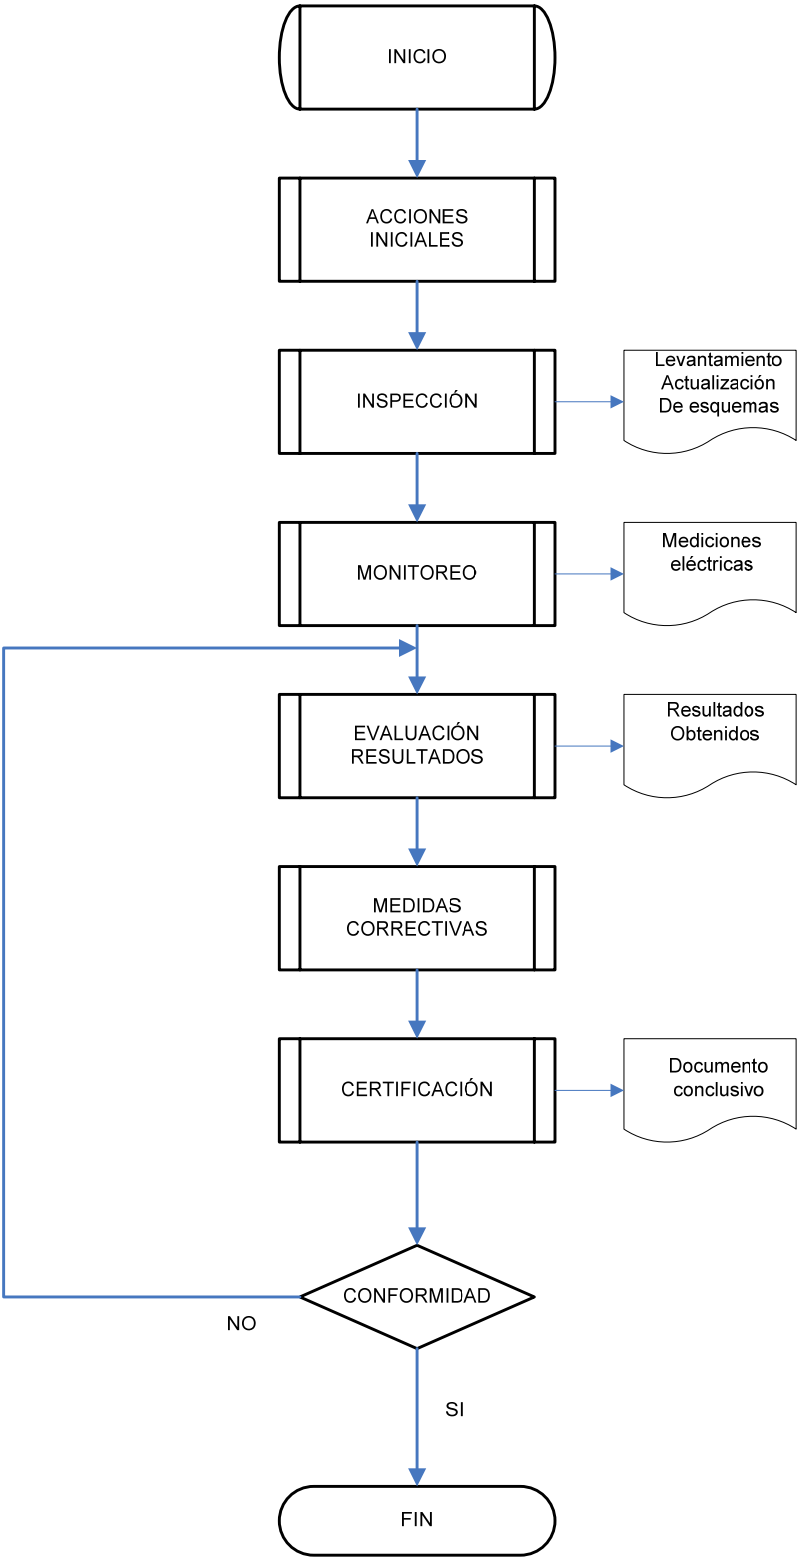 INICIO
ACCIONES
INICIALES
INSPECCIÓN
Levantamiento
Actualización
De esquemas
MONITOREO
Mediciones
eléctricas
EVALUACIÓN
RESULTADOS
Resultados
Obtenidos
MEDIDAS
CORRECTIVAS
CERTIFICACIÓN
Documento
conclusivo
CONFORMIDAD
NO
SI
FIN